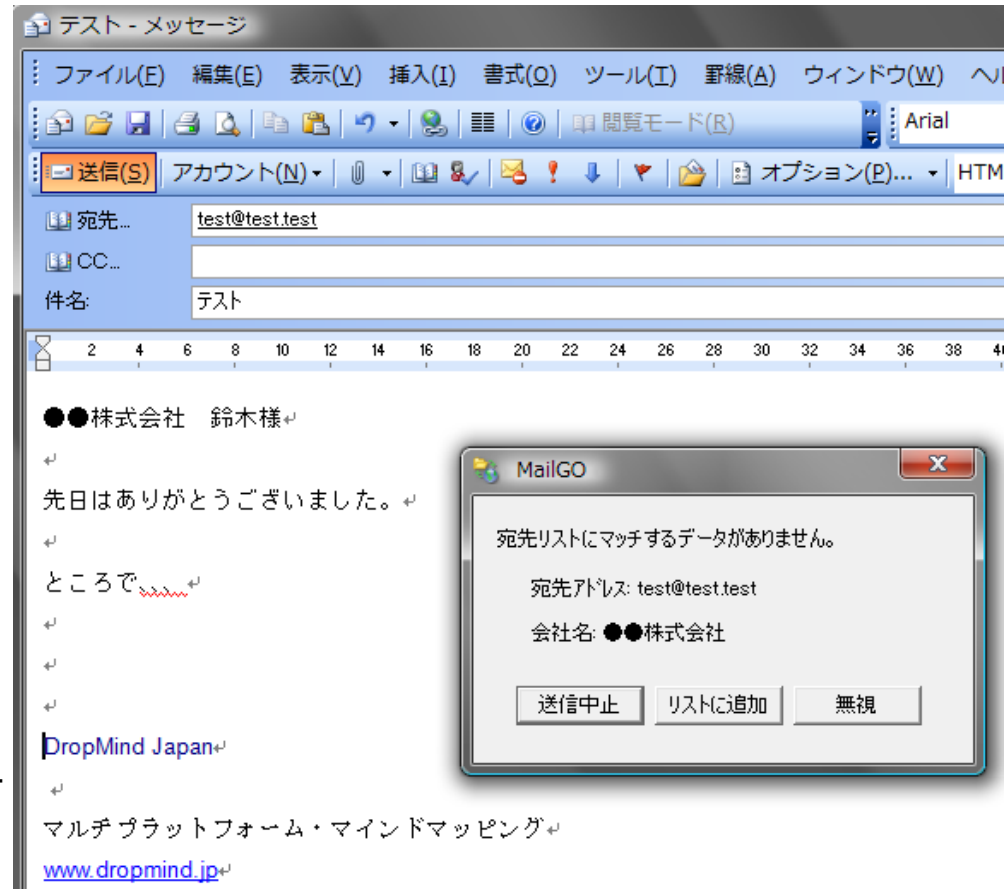 テスト - メッセージ
ファイル(F) 編集(E) 表示(V) 挿入(I) 書式(O) ツール(T) 罫線(A) ウィンドウ(W) ヘル
閲覧モード(R) Arial
送信(S) アカウント(N) オプション(P)... HTM
宛先... test@test.test
CC...
件名: テスト
2 4 6 8 10 12 14 16 18 20 22 24 26 28 30 32 34 36 38 40
●●株式会社 鈴木様
先日はありがとうございました。
ところで、、、、
DropMind Japan
マルチプラットフォーム・マインドマッピング
www.dropmind.jp
MailGO
宛先リストにマッチするデータがありません。
宛先アドレス: test@test.test
会社名: ●●株式会社
送信中止 リストに追加 無視